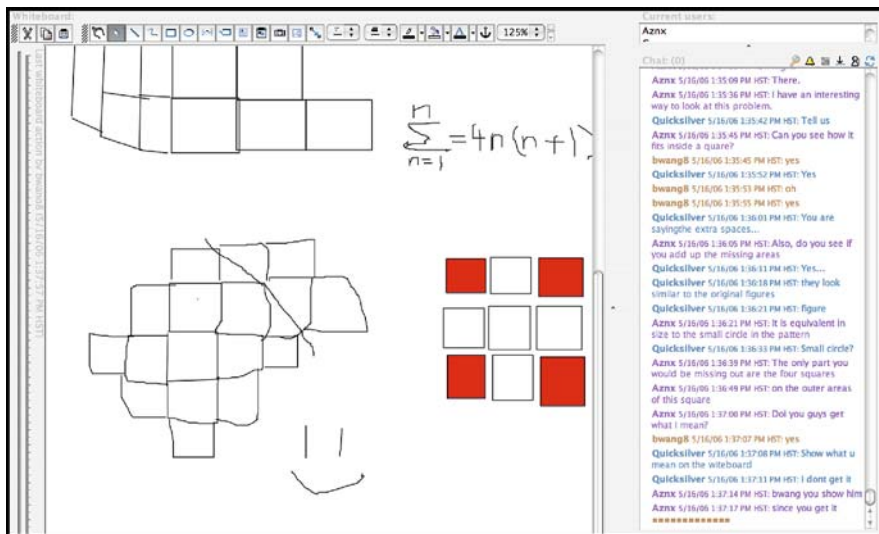 Whiteboard:
125%
Last whiteboard action by bwang8 (5/16/06 1:37:57 PM HST)
n
∑ =4n(n+1)
n=1
Current users:
Aznx
Chat: (0)
Aznx 5/16/06 1:35:09 PM HST: There.
Aznx 5/16/06 1:35:36 PM HST: I have an interesting
way to look at this problem.
Quicksilver 5/16/06 1:35:42 PM HST: Tell us
Aznx 5/16/06 1:35:45 PM HST: Can you see how it
fits inside a quare?
bwang8 5/16/06 1:35:45 PM HST: yes
Quicksilver 5/16/06 1:35:52 PM HST: Yes
bwang8 5/16/06 1:35:53 PM HST: oh
bwang8 5/16/06 1:35:55 PM HST: yes
Quicksilver 5/16/06 1:36:01 PM HST: You are
sayingthe extra spaces...
Aznx 5/16/06 1:36:05 PM HST: Also, do you see if
you add up the missing areas
Quicksilver 5/16/06 1:36:11 PM HST: Yes...
Quicksilver 5/16/06 1:36:18 PM HST: they look
similar to the original figures
Quicksilver 5/16/06 1:36:21 PM HST: figure
Aznx 5/16/06 1:36:21 PM HST: It is equivalent in
size to the small circle in the pattern
Quicksilver 5/16/06 1:36:33 PM HST: Small circle?
Aznx 5/16/06 1:36:39 PM HST: The only part you
would be missing out are the four squares
Aznx 5/16/06 1:36:49 PM HST: on the outer areas
of this square
Aznx 5/16/06 1:37:00 PM HST: Dol you guys get
what I mean?
bwang8 5/16/06 1:37:07 PM HST: yes
Quicksilver 5/16/06 1:37:08 PM HST: Show what u
mean on the witeboard
Quicksilver 5/16/06 1:37:11 PM HST: I dont get it
Aznx 5/16/06 1:37:14 PM HST: bwang you show him
Aznx 5/16/06 1:37:17 PM HST: since you get it